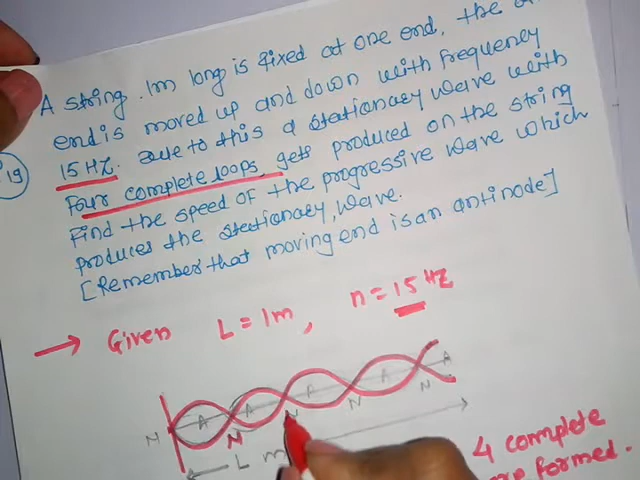 A string 1m long is fixed at one end. the
end is moved up and down with frequency
15 HZ. Due to this a stationary wave with
four complete loops, gets produced on the string
Find the speed of the progressive wave which
produces the stationary wave.
[Remember that moving end is an antinode]
19
Given L = 1m, n = 15 HZ
N A N A N A N A N A
L m
4 complete
formed.